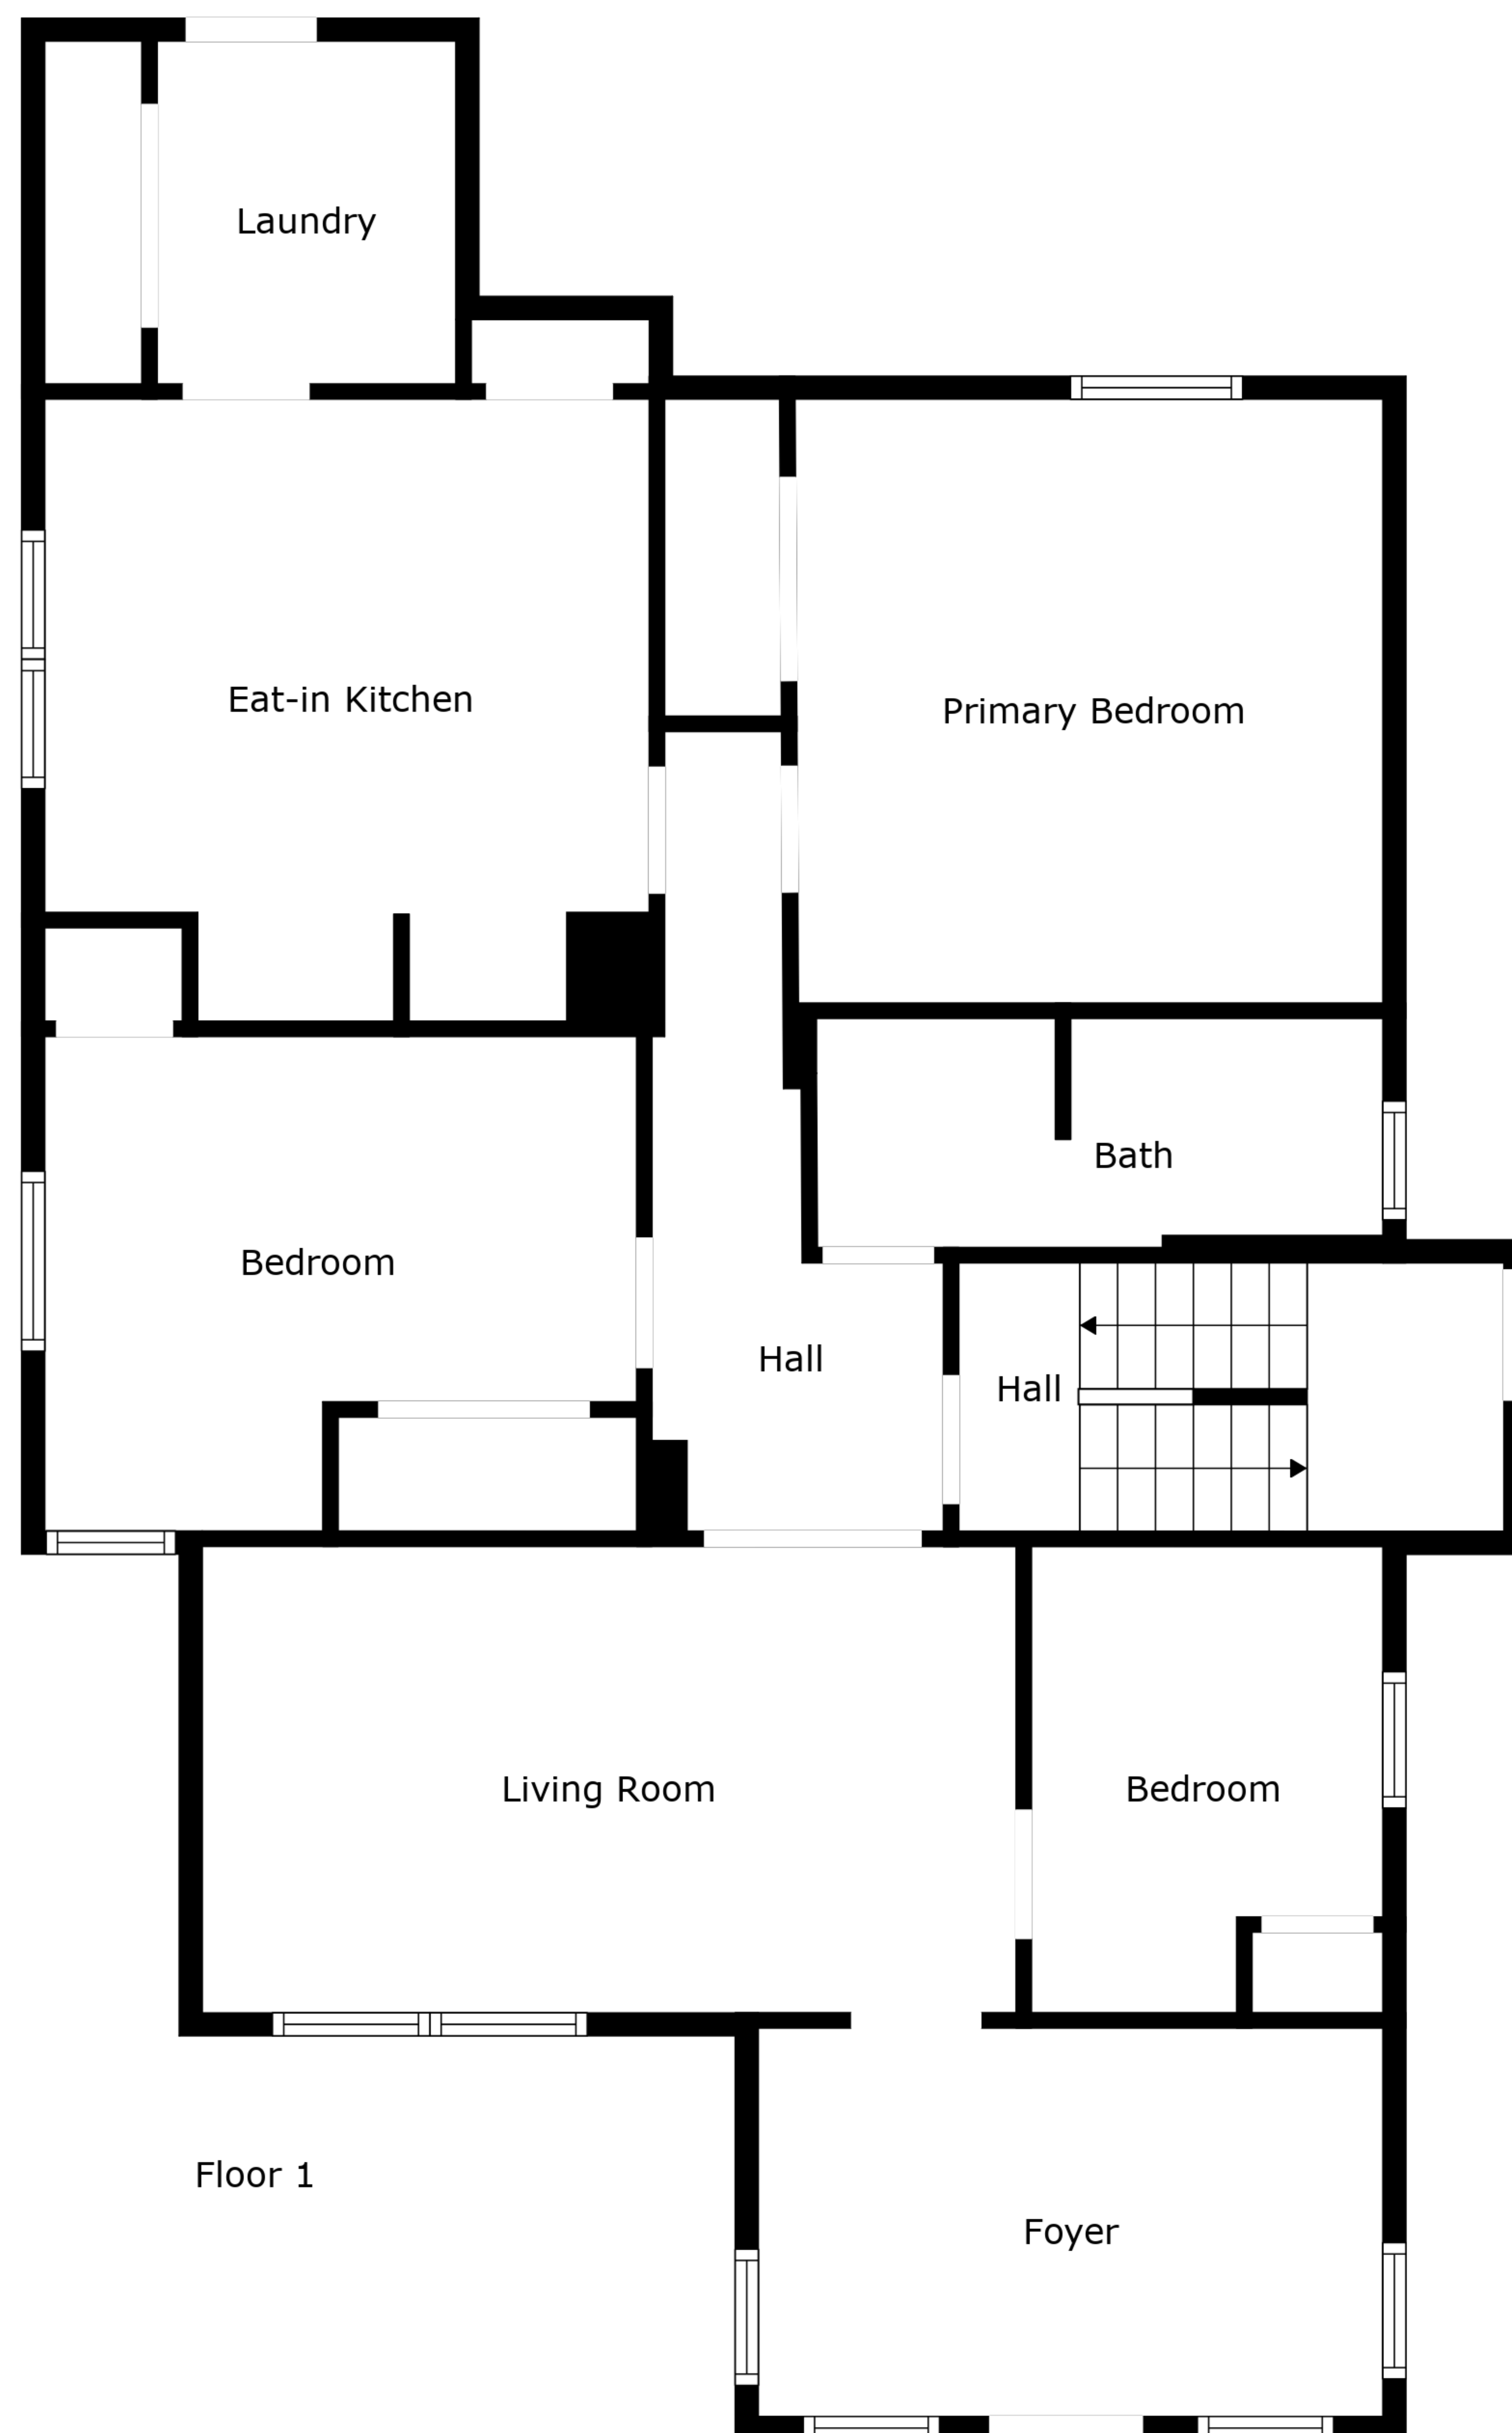 Laundry
Eat-in Kitchen
Primary Bedroom
Bath
Bedroom
Hall
Hall
Living Room
Bedroom
Floor 1
Foyer